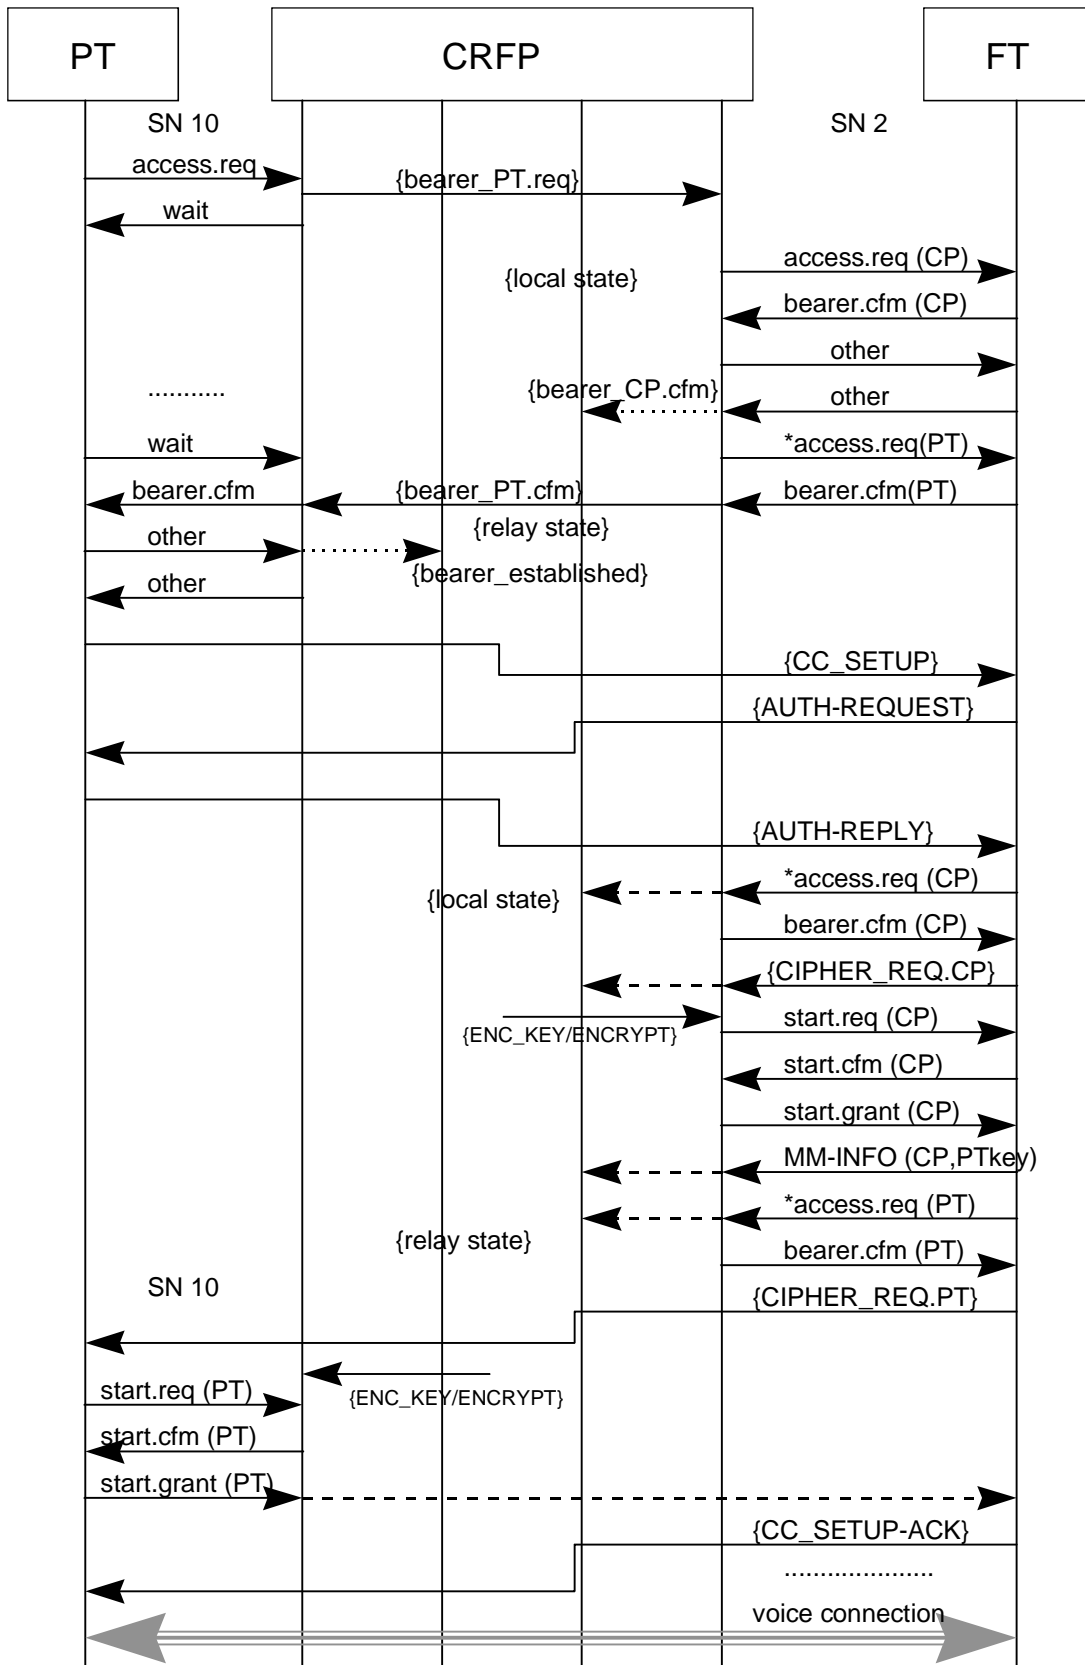 PT
CRFP
FT
SN 10
SN 2
access.req
{bearer_PT.req}
wait
access.req (CP)
{local state}
bearer.cfm (CP)
other
...........
{bearer_CP.cfm}
other
wait
*access.req(PT)
bearer.cfm
{bearer_PT.cfm}
bearer.cfm(PT)
{relay state}
other
{bearer_established}
other
{CC_SETUP}
{AUTH-REQUEST}
{AUTH-REPLY}
*access.req (CP)
{local state}
bearer.cfm (CP)
{CIPHER_REQ.CP}
start.req (CP)
{ENC_KEY/ENCRYPT}
start.cfm (CP)
start.grant (CP)
MM-INFO (CP,PTkey)
*access.req (PT)
{relay state}
bearer.cfm (PT)
SN 10
{CIPHER_REQ.PT}
start.req (PT)
{ENC_KEY/ENCRYPT}
start.cfm (PT)
start.grant (PT)
{CC_SETUP-ACK}
.....................
voice connection